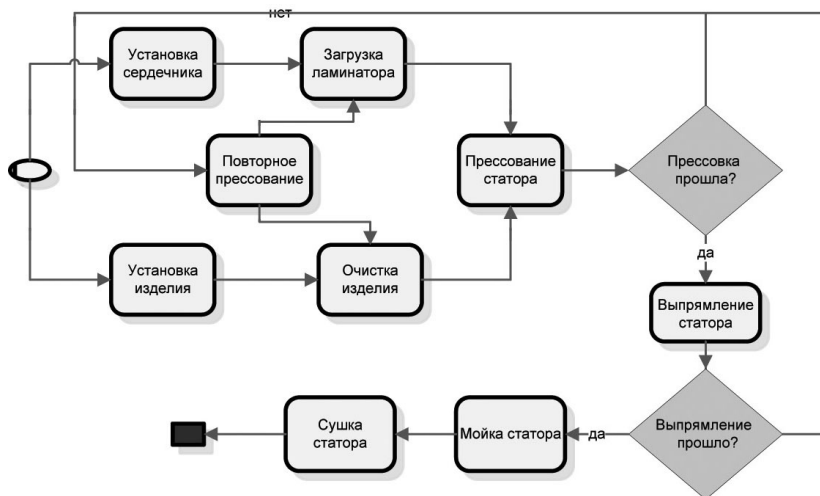 нет
Установка
сердечника
Загрузка
ламинатора
Повторное
прессование
Прессование
статора
Прессовка
прошла?
Установка
изделия
Очистка
изделия
да
Выпрямление
статора
Сушка
статора
Мойка статора
да
Выпрямление
прошло?